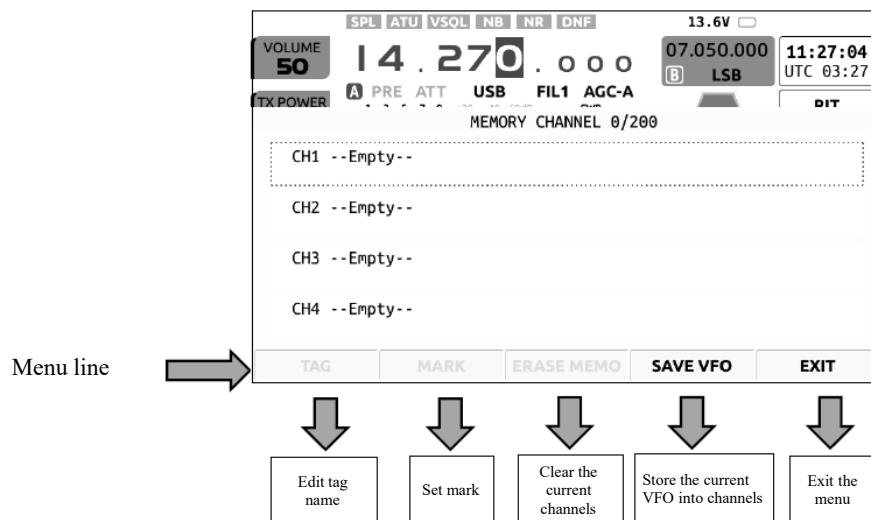 SPL ATU VSQL NB NR DNF 13.6V
VOLUME
50
14.270.000
07.050.000
B LSB
11:27:04
UTC 03:27
A PRE ATT USB FIL1 AGC-A
TX POWER
RIT
MEMORY CHANNEL 0/200
CH1 --Empty--
CH2 --Empty--
CH3 --Empty--
CH4 --Empty--
Menu line
TAG MARK ERASE MEMO SAVE VFO EXIT
Edit tag
name
Set mark
Clear the
current
channels
Store the current
VFO into channels
Exit the
menu